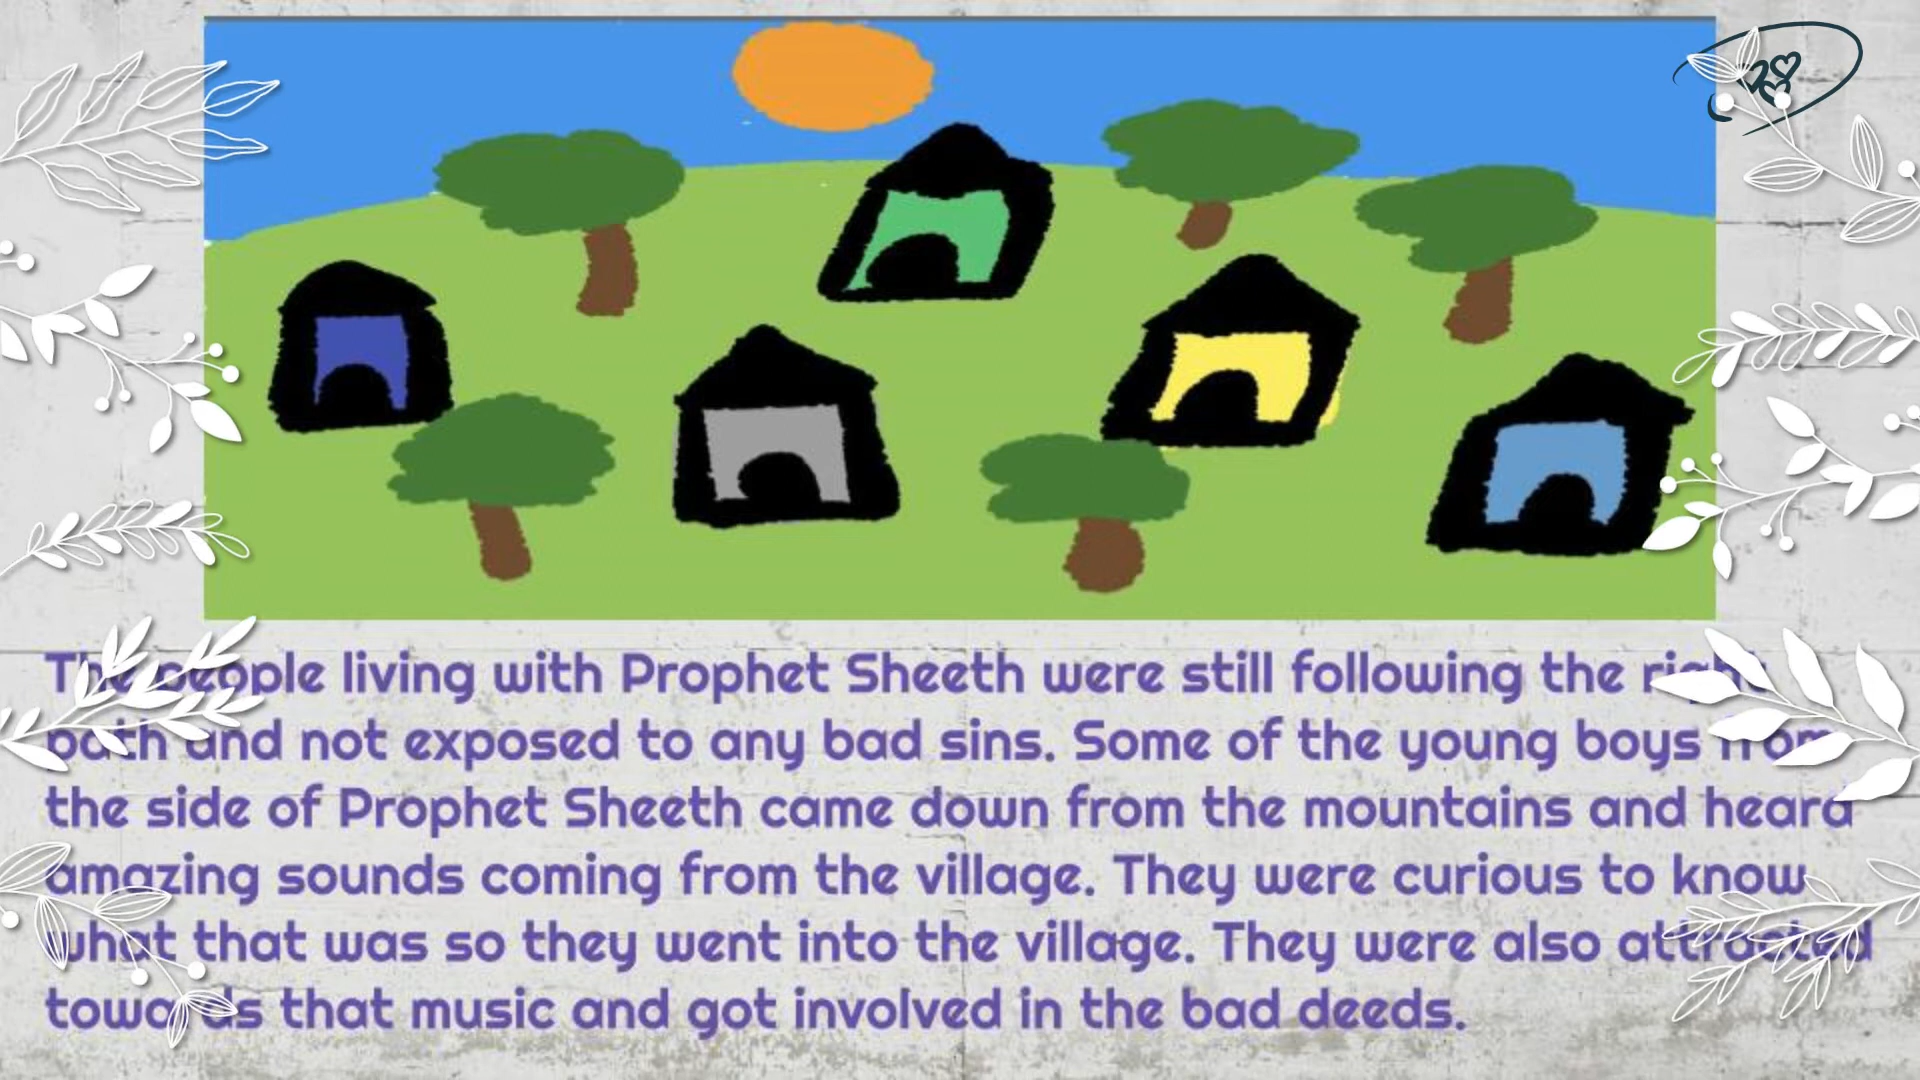 The people living with Prophet Sheeth were still following the right
path and not exposed to any bad sins. Some of the young boys from
the side of Prophet Sheeth came down from the mountains and heard
amazing sounds coming from the village. They were curious to know
what that was so they went into the village. They were also attracted
towards that music and got involved in the bad deeds.